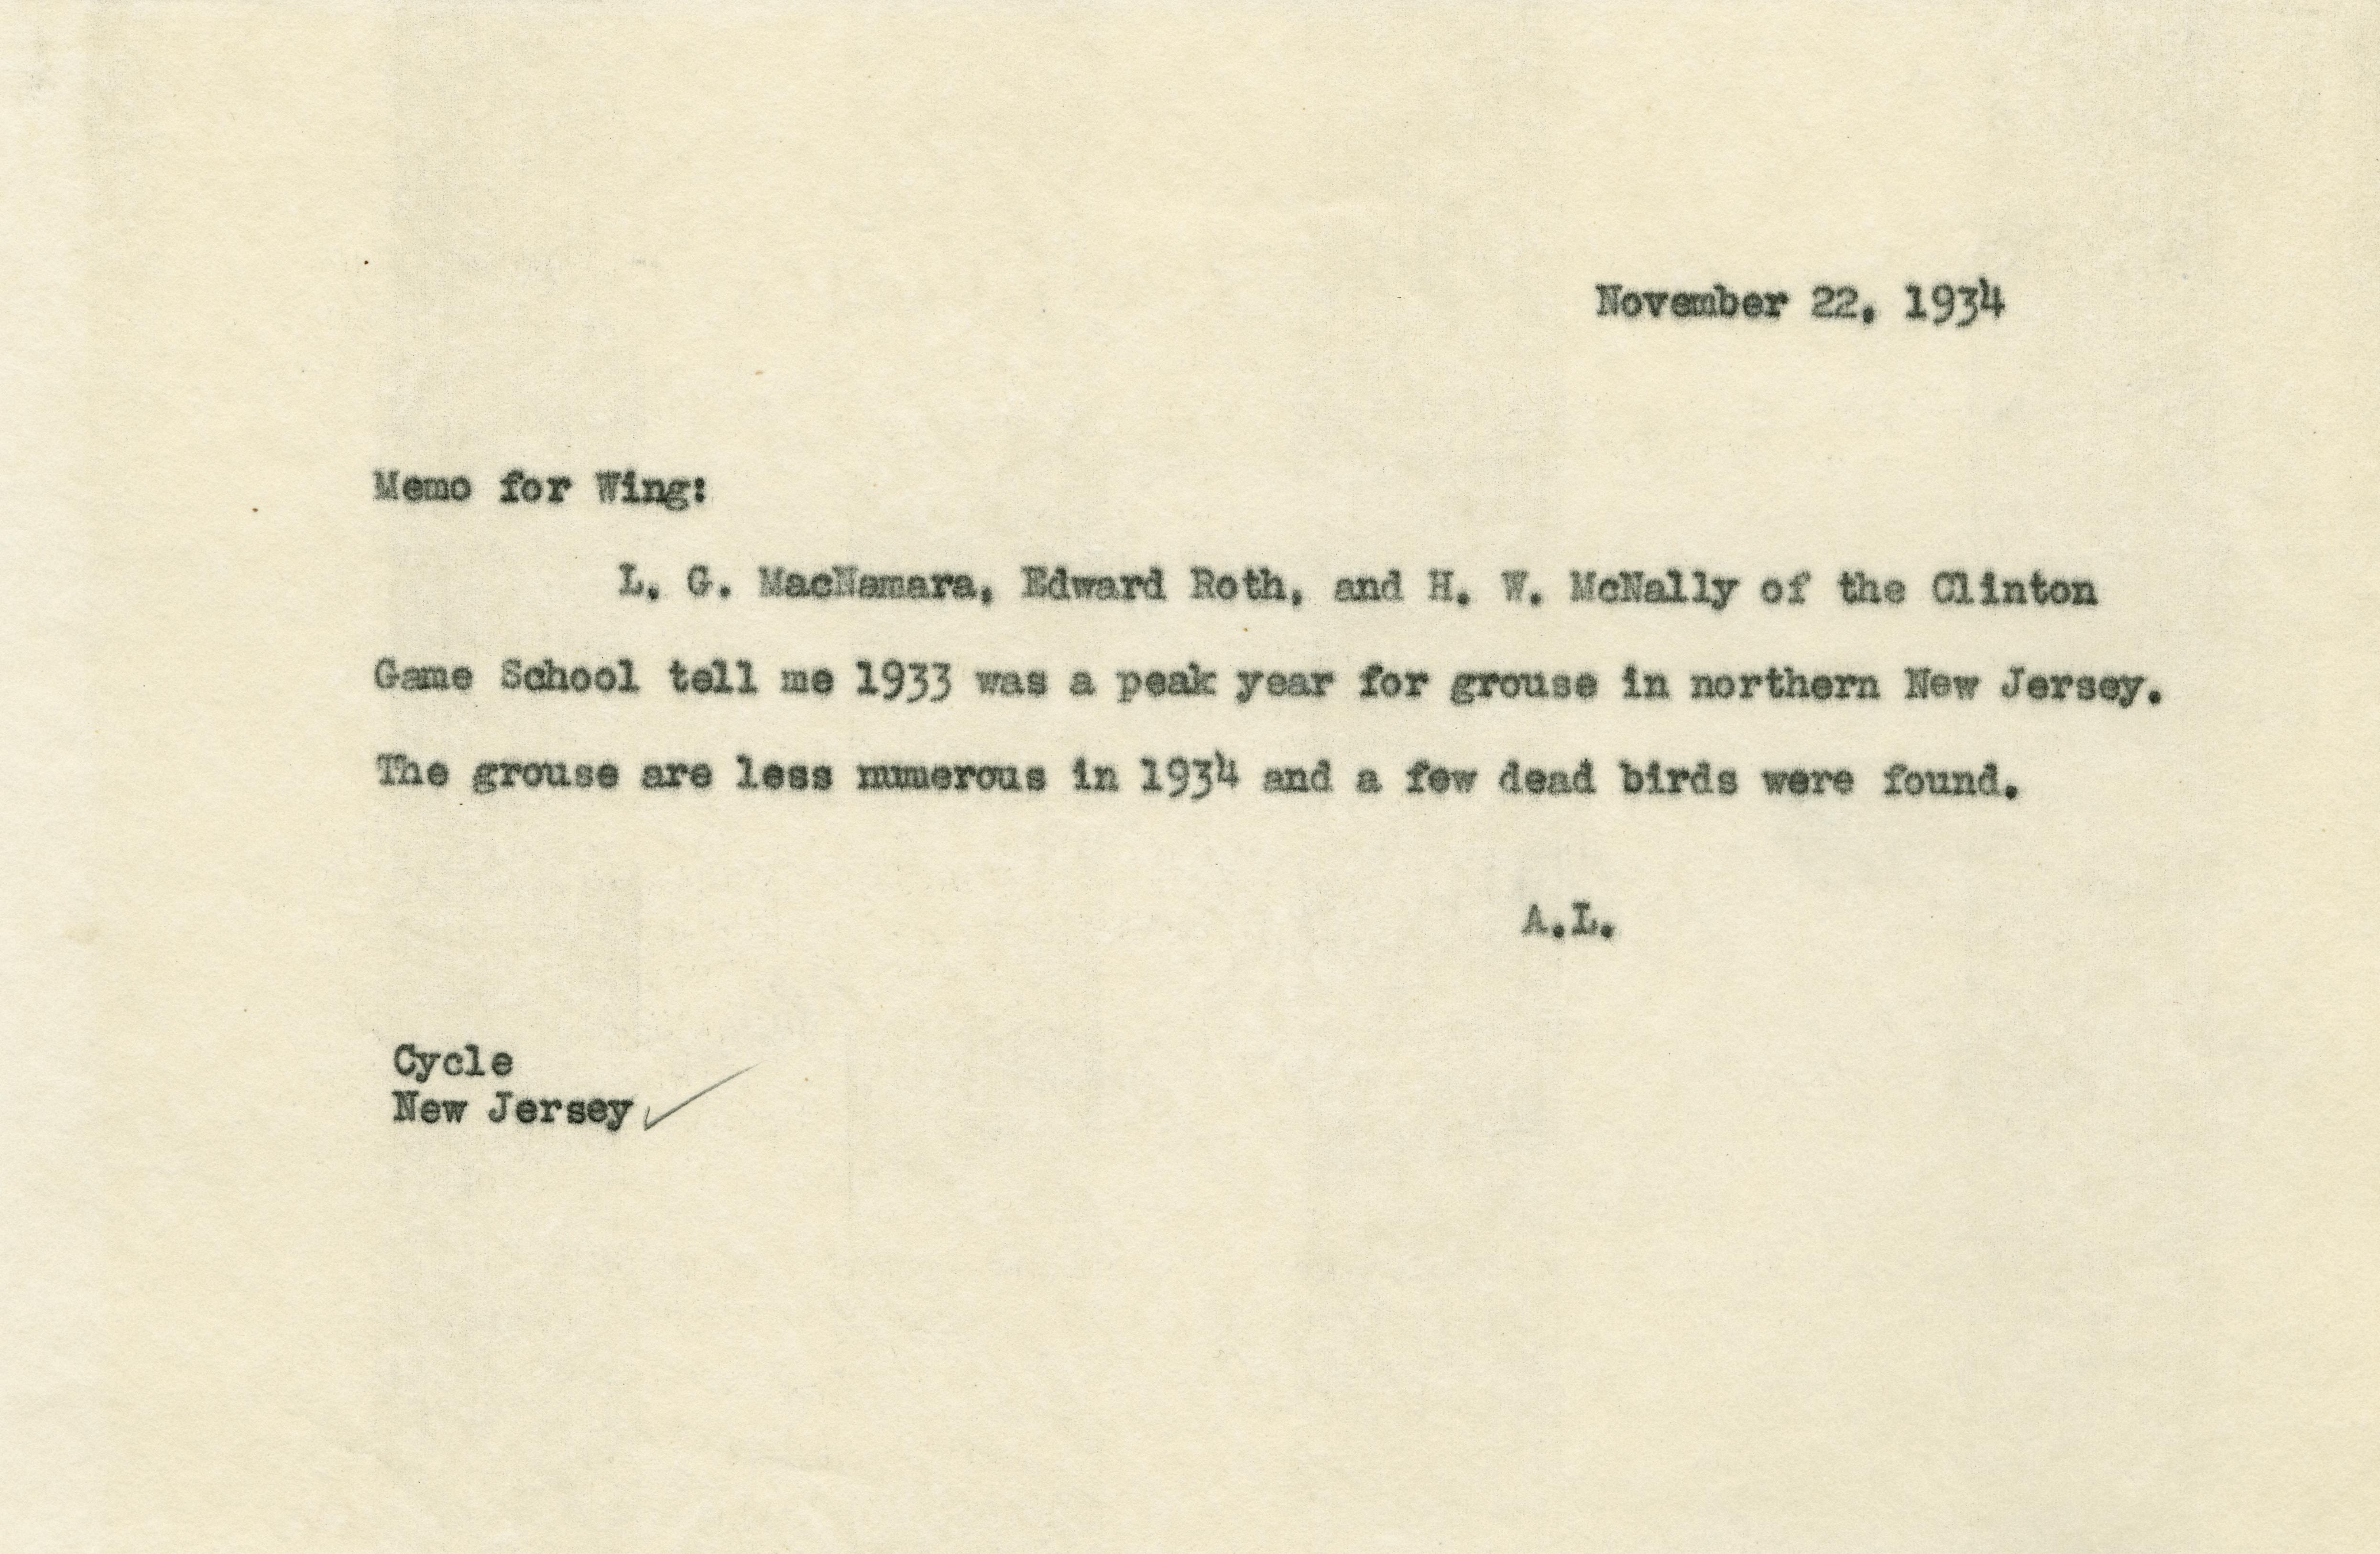 November 22, 1934
Memo for Wing:
L. G. MacNamara, Edward Roth, and H. W. McNally of the Clinton
Game School tell me 1933 was a peak year for grouse in northern New Jersey.
The grouse are less numerous in 1934 and a few dead birds were found.
A.L.
Cycle
New Jersey